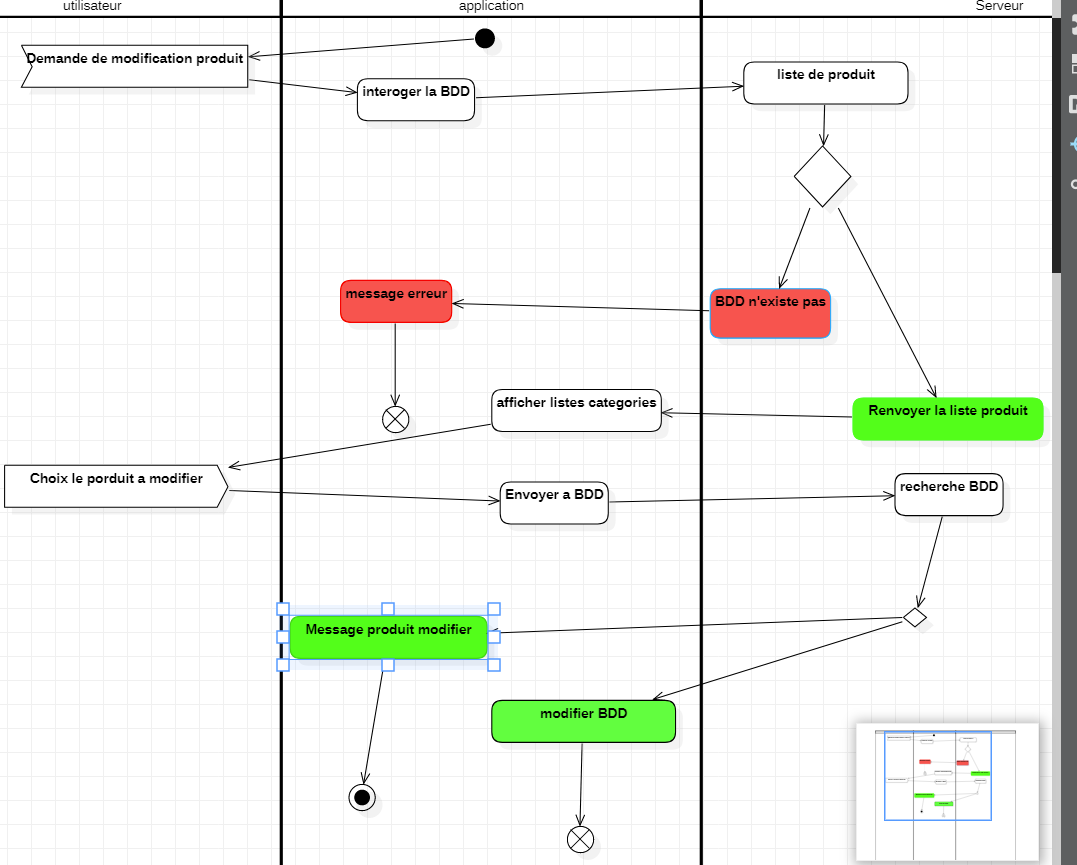 utilisateur
application
Serveur
Demande de modification produit
interoger la BDD
liste de produit
message erreur
BDD n'existe pas
afficher listes categories
Renvoyer la liste produit
Choix le porduit a modifier
Envoyer a BDD
recherche BDD
Message produit modifier
modifier BDD